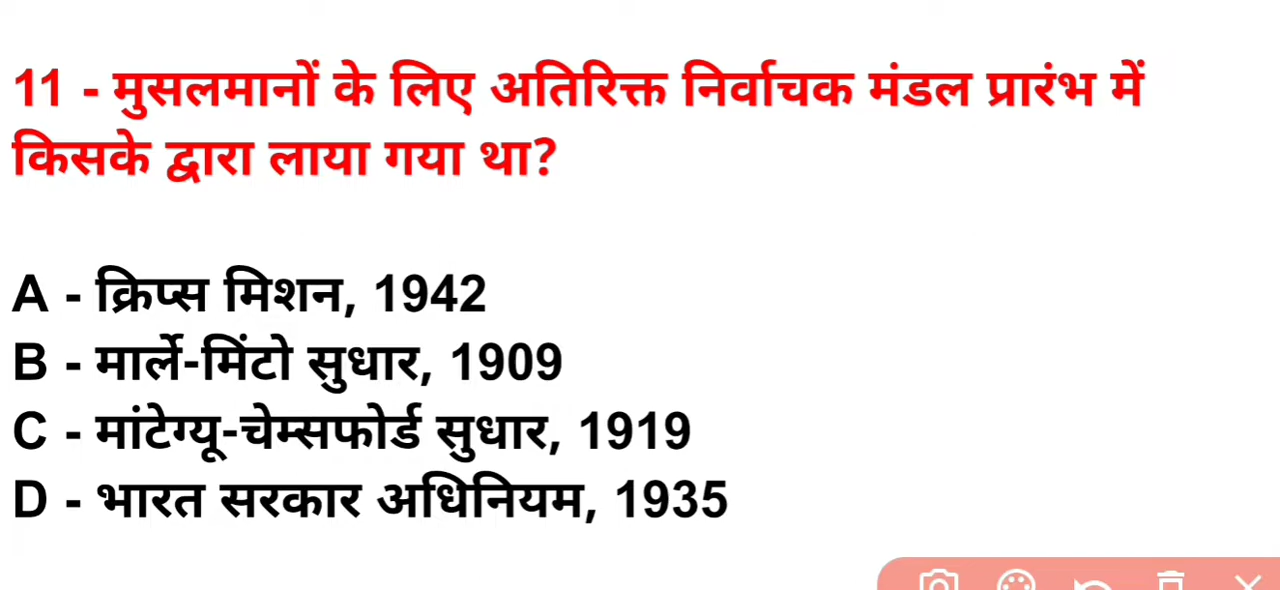 11 - मुसलमानों के लिए अतिरिक्त निर्वाचक मंडल प्रारंभ में
किसके द्वारा लाया गया था?
A - क्रिप्स मिशन, 1942
B - मार्ले-मिंटो सुधार, 1909
C - मांटेग्यू-चेम्सफोर्ड सुधार, 1919
D - भारत सरकार अधिनियम, 1935